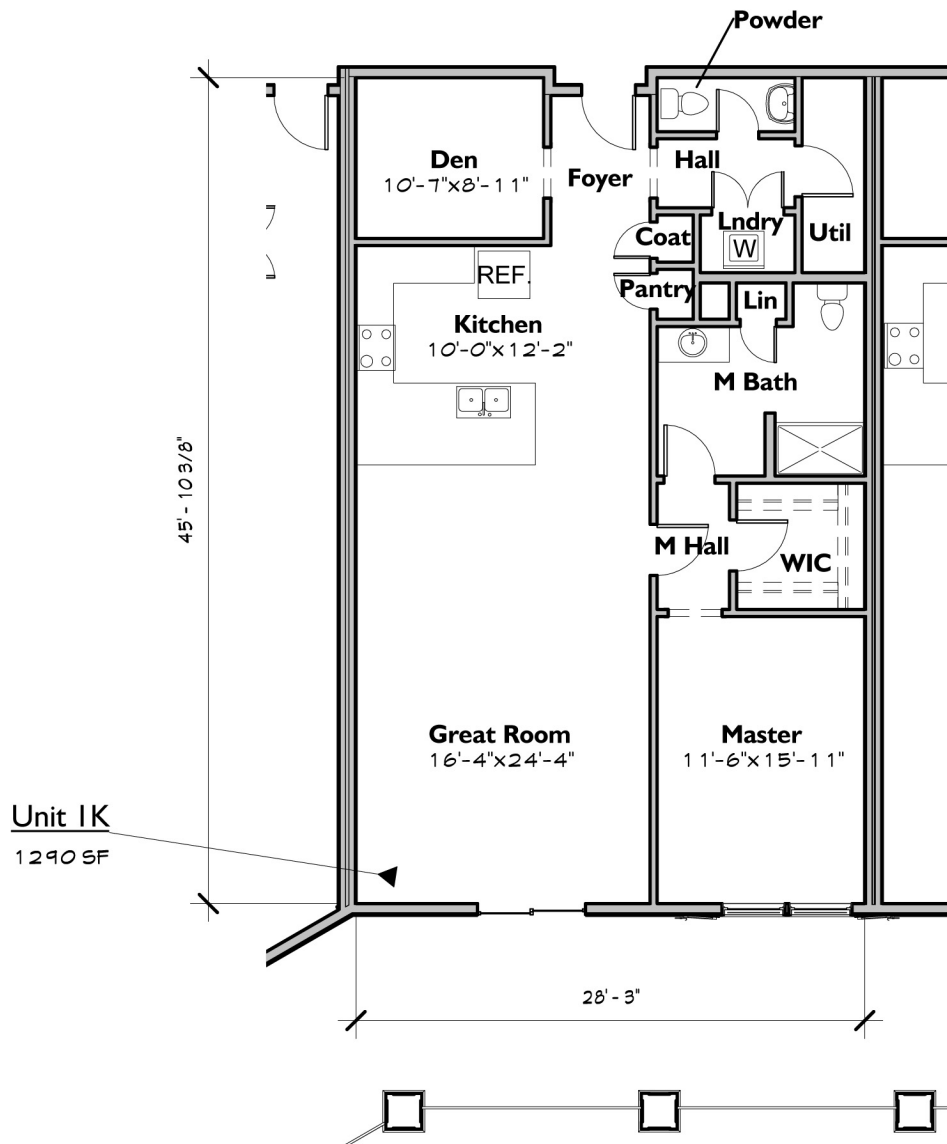 Powder
Den
10'-7"x8'-11"
Foyer
Hall
Coat
Lndry
W
Util
REF.
Pantry
Lin
Kitchen
10'-0"x12'-2"
M Bath
45'-10 3/8"
M Hall
WIC
Great Room
16'-4"x24'-4"
Master
11'-6"x15'-11"
Unit 1K
1290 SF
28'-3"